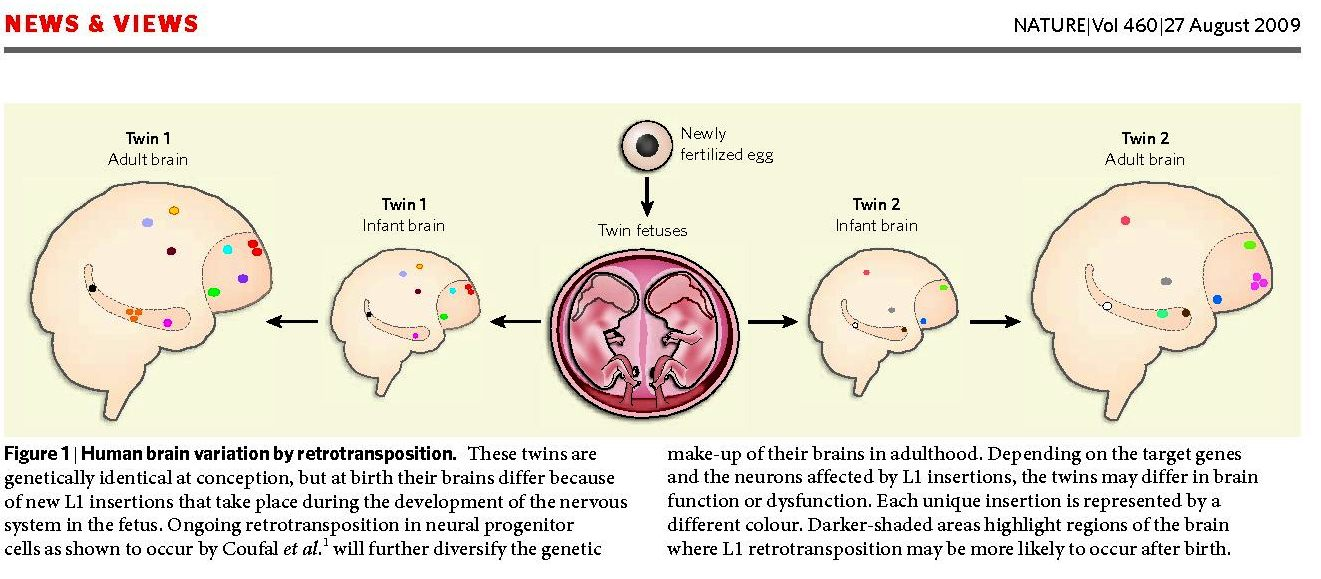 NEWS & VIEWS
NATURE|Vol 460|27 August 2009
Twin 1
Adult brain
Twin 1
Infant brain
Newly
fertilized egg
Twin fetuses
Twin 2
Infant brain
Twin 2
Adult brain
Figure 1 | Human brain variation by retrotransposition. These twins are
genetically identical at conception, but at birth their brains differ because
of new L1 insertions that take place during the development of the nervous
system in the fetus. Ongoing retrotransposition in neural progenitor
cells as shown to occur by Coufal et al.¹ will further diversify the genetic
make-up of their brains in adulthood. Depending on the target genes
and the neurons affected by L1 insertions, the twins may differ in brain
function or dysfunction. Each unique insertion is represented by a
different colour. Darker-shaded areas highlight regions of the brain
where L1 retrotransposition may be more likely to occur after birth.